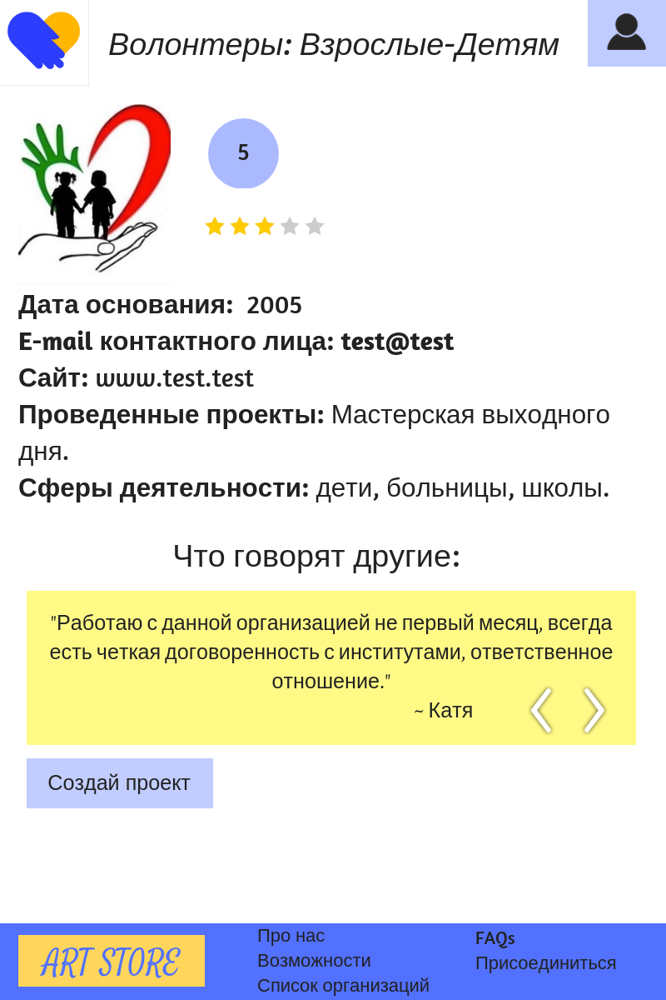 Волонтеры: Взрослые-Детям
5
Дата основания: 2005
E-mail контактного лица: test@test
Сайт: www.test.test
Проведенные проекты: Мастерская выходного
дня.
Сферы деятельности: дети, больницы, школы.
Что говорят другие:
"Работаю с данной организацией не первый месяц, всегда
есть четкая договоренность с институтами, ответственное
отношение."
~ Катя
Создай проект
ART STORE
Про нас
Возможности
Список организаций
FAQs
Присоединиться